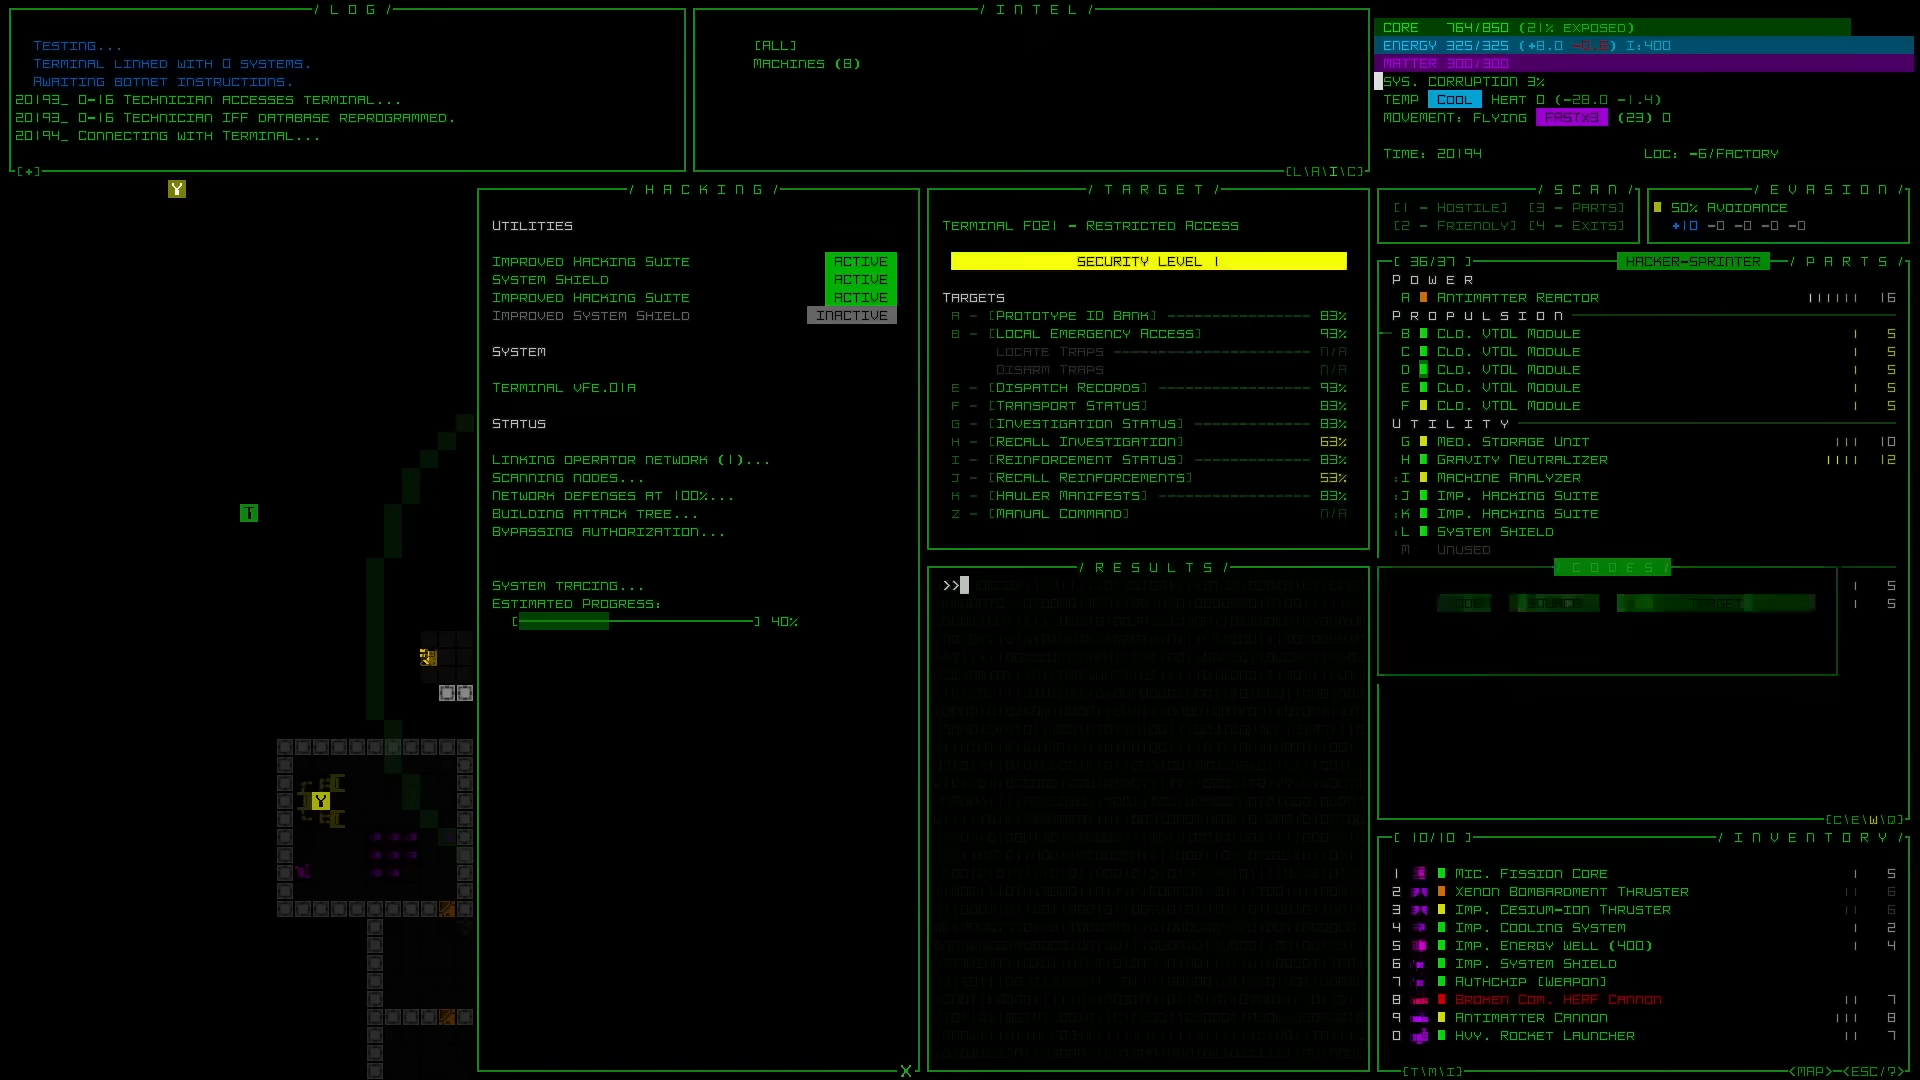 / L O G /
Testing...
Terminal linked with 0 systems.
Awaiting botnet instructions.
20193_ O-16 Technician accesses terminal...
20193_ O-16 Technician IFF database reprogrammed.
20194_ Connecting with Terminal...
[+]
/ I N T E L /
[All]
Machines (8)
[L\A\I\C]
Core 764/850 (21% Exposed)
Energy 325/325 (+8.0 -0.8) I:400
Matter 300/300
Sys. Corruption 3%
Temp Cool Heat 0 (-28.0 -1.4)
Movement: Flying FASTx3 (23) 0
Time: 20194 Loc: -6/Factory
/ S C A N /
[1 - Hostile] [3 - Parts]
[2 - Friendly] [4 - Exits]
/ E V A S I O N /
50% Avoidance
+10 -0 -0 -0 -0
/ H A C K I N G /
Utilities
Improved Hacking Suite Active
System Shield Active
Improved Hacking Suite Active
Improved System Shield Inactive
System
Terminal vFe.01a
Status
Linking operator network (1)...
Scanning nodes...
Network defenses at 100%...
Building attack tree...
Bypassing authorization...
System tracing...
Estimated progress:
[ ] 40%
X
/ T A R G E T /
Terminal F021 - Restricted Access
Security Level 1
Targets
A - [Prototype ID Bank] 83%
B - [Local Emergency Access] 93%
Locate Traps N/A
Disarm Traps N/A
E - [Dispatch Records] 93%
F - [Transport Status] 83%
G - [Investigation Status] 83%
H - [Recall Investigation] 63%
I - [Reinforcement Status] 83%
J - [Recall Reinforcements] 53%
K - [Hauler Manifests] 83%
Z - [Manual Command] N/A
/ R E S U L T S /
>>
[ 36/37 ] Hacker-Sprinter / P A R T S /
P O W E R
A Antimatter Reactor 16
P R O P U L S I O N
B Cld. VTOL Module 5
C Cld. VTOL Module 5
D Cld. VTOL Module 5
E Cld. VTOL Module 5
F Cld. VTOL Module 5
U T I L I T Y
G Med. Storage Unit 10
H Gravity Neutralizer 12
:I Machine Analyzer
:J Imp. Hacking Suite
:K Imp. Hacking Suite
:L System Shield
M Unused
/ C O D E S /
5
5
[C\E\W\Q]
[ 10/10 ] / I N V E N T O R Y /
1 Mic. Fission Core 5
2 Xenon Bombardment Thruster 6
3 Imp. Cesium-ion Thruster 6
4 Imp. Cooling System 2
5 Imp. Energy Well (400) 4
6 Imp. System Shield
7 Authchip [Weapon]
8 Broken Com. HERF Cannon 7
9 Antimatter Cannon 8
0 Hvy. Rocket Launcher 7
[T\M\I] <MAP> <ESC/?>
Y
T
Y